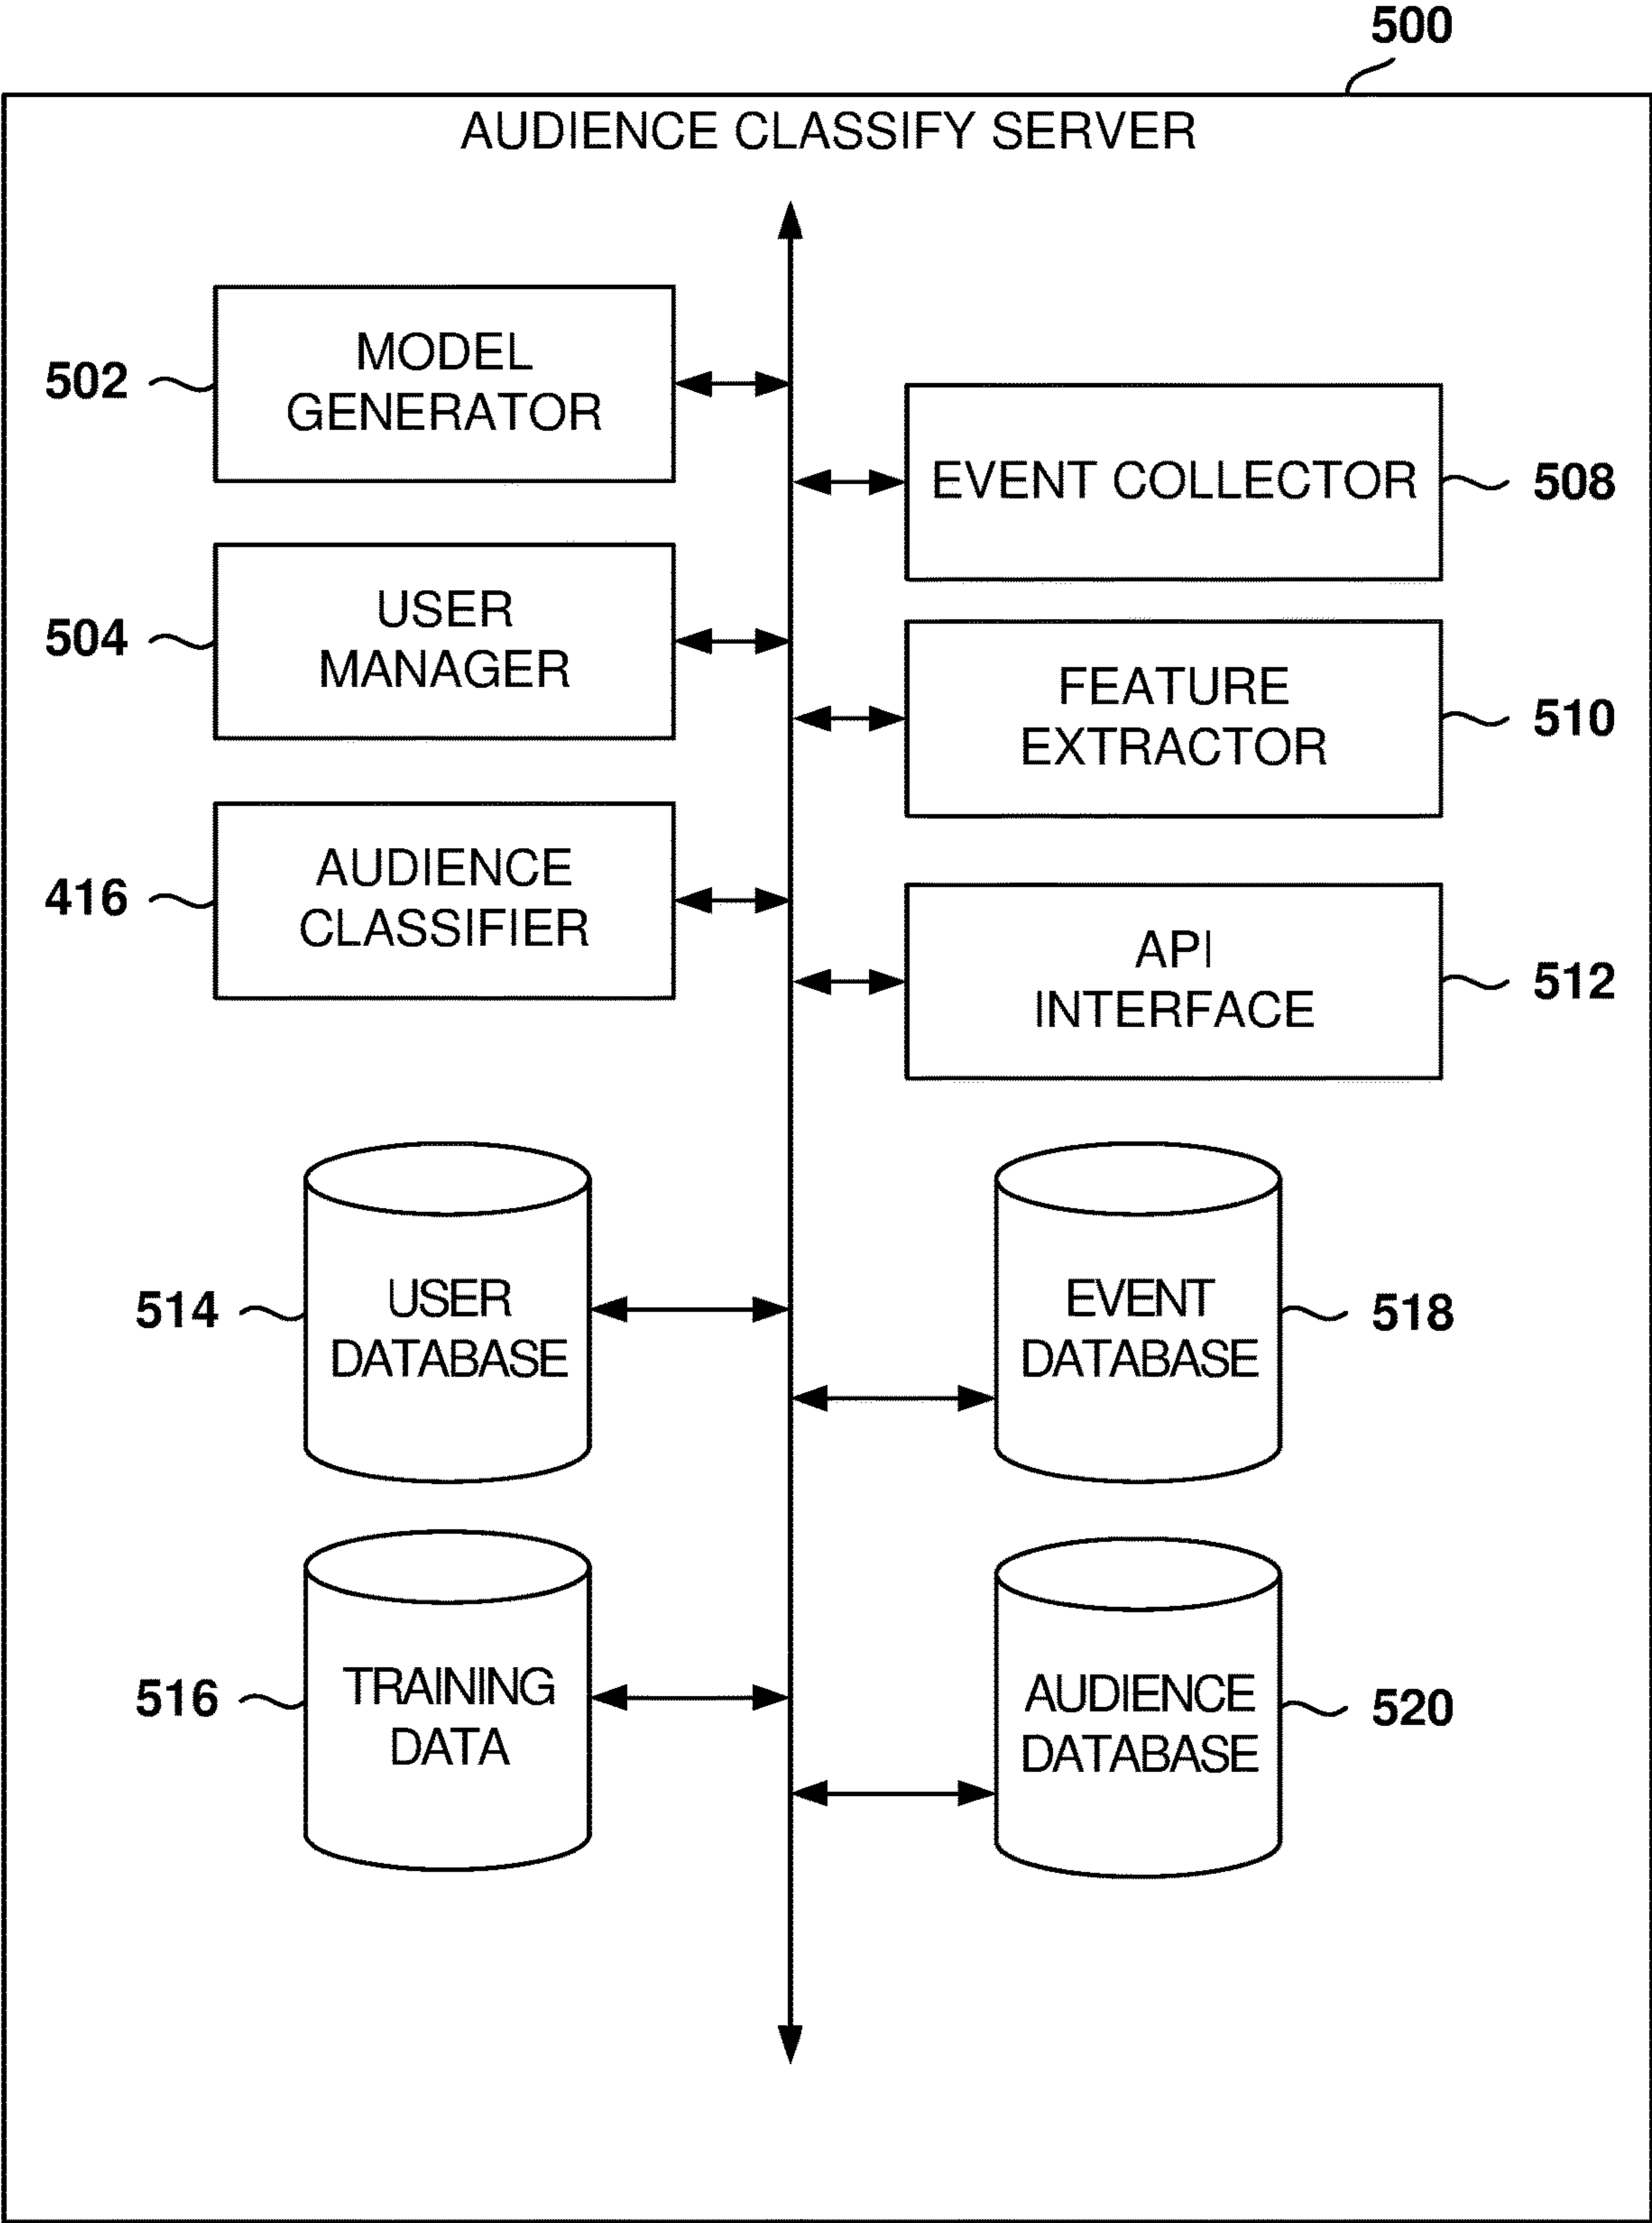 500
AUDIENCE CLASSIFY SERVER
502
MODEL
GENERATOR
EVENT COLLECTOR
508
504
USER
MANAGER
FEATURE
EXTRACTOR
510
416
AUDIENCE
CLASSIFIER
API
INTERFACE
512
514
USER
DATABASE
EVENT
DATABASE
518
516
TRAINING
DATA
AUDIENCE
DATABASE
520